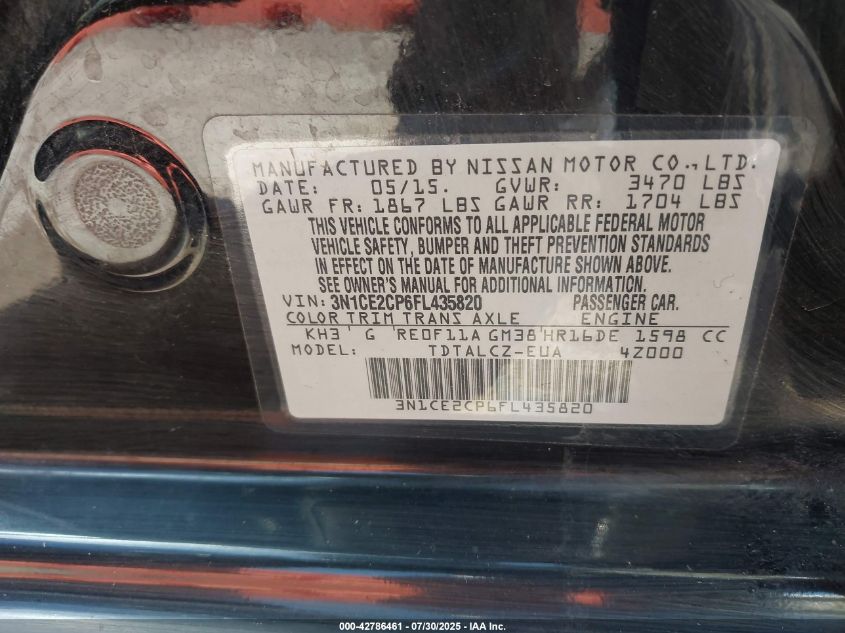 MANUFACTURED BY NISSAN MOTOR CO., LTD.
DATE: 05/15. GVWR: 3470 LBS
GAWR FR: 1867 LBS GAWR RR: 1704 LBS
THIS VEHICLE CONFORMS TO ALL APPLICABLE FEDERAL MOTOR
VEHICLE SAFETY, BUMPER AND THEFT PREVENTION STANDARDS
IN EFFECT ON THE DATE OF MANUFACTURE SHOWN ABOVE.
SEE OWNER'S MANUAL FOR ADDITIONAL INFORMATION.
VIN: 3N1CE2CP6FL435820 PASSENGER CAR.
COLOR TRIM TRANS AXLE ENGINE
KH3 G RE0F11A GM38 HR16DE 1598 CC
MODEL: TDTALCZ-EUA 4Z000
3N1CE2CP6FL435820
000-42786461 - 07/30/2025 - IAA Inc.